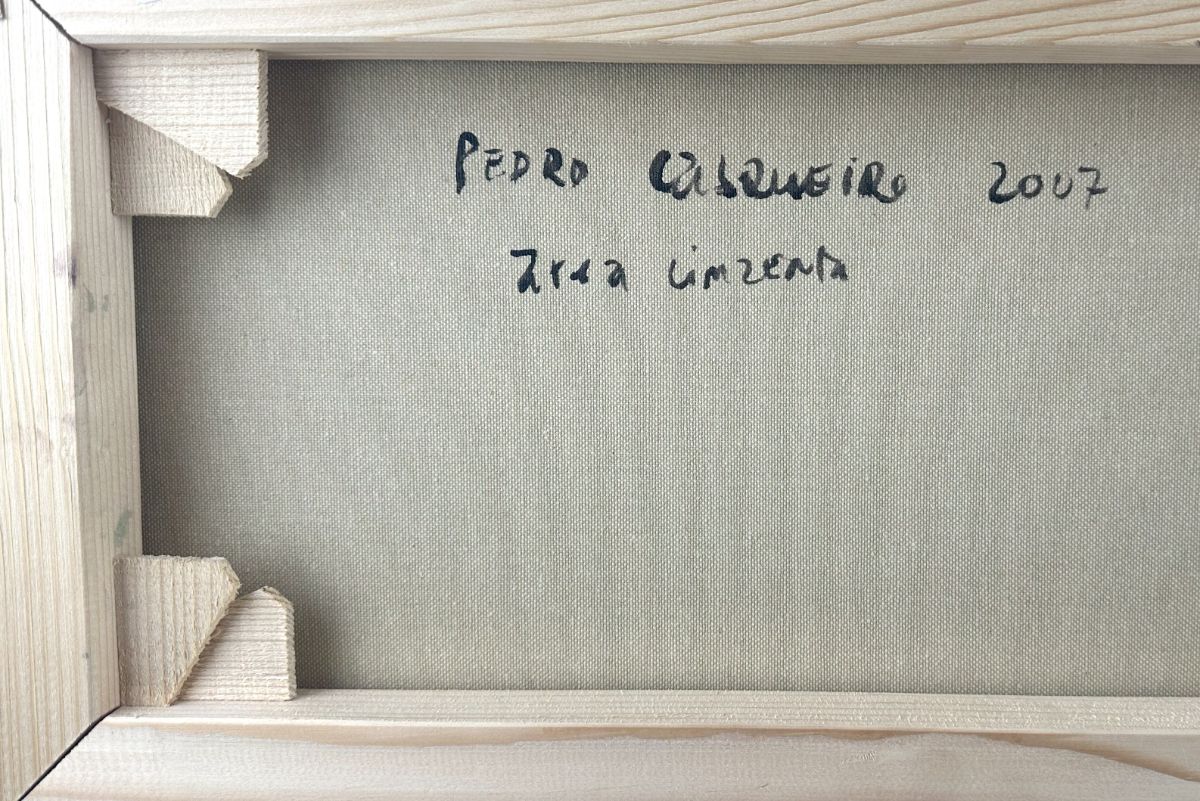 PEDRO CASQUEIRO 2007
Área cinzenta